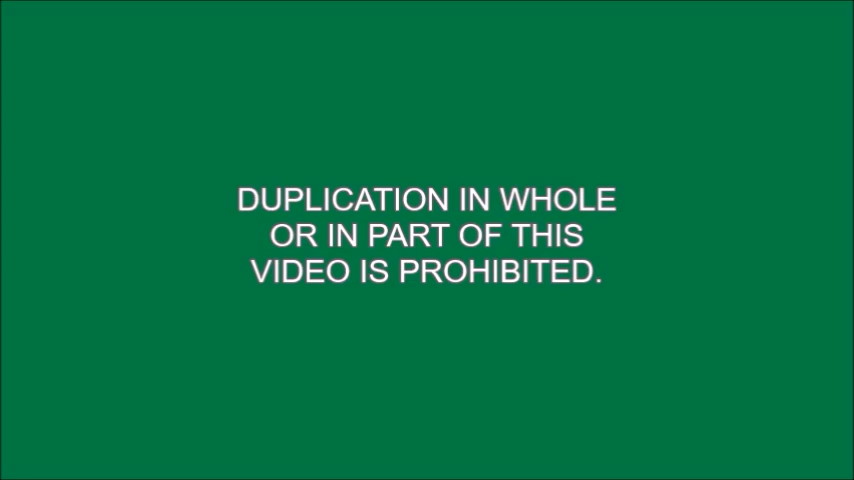 DUPLICATION IN WHOLE
OR IN PART OF THIS
VIDEO IS PROHIBITED.